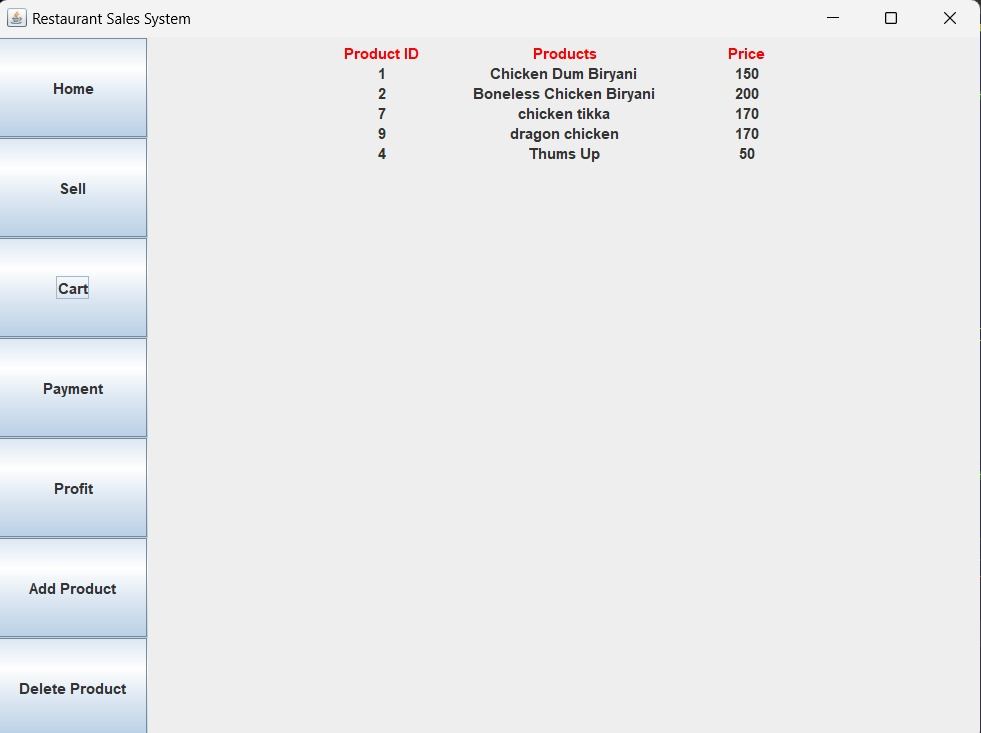 Restaurant Sales System
Home
Sell
Cart
Payment
Profit
Add Product
Delete Product
Product ID Products Price
1 Chicken Dum Biryani 150
2 Boneless Chicken Biryani 200
7 chicken tikka 170
9 dragon chicken 170
4 Thums Up 50